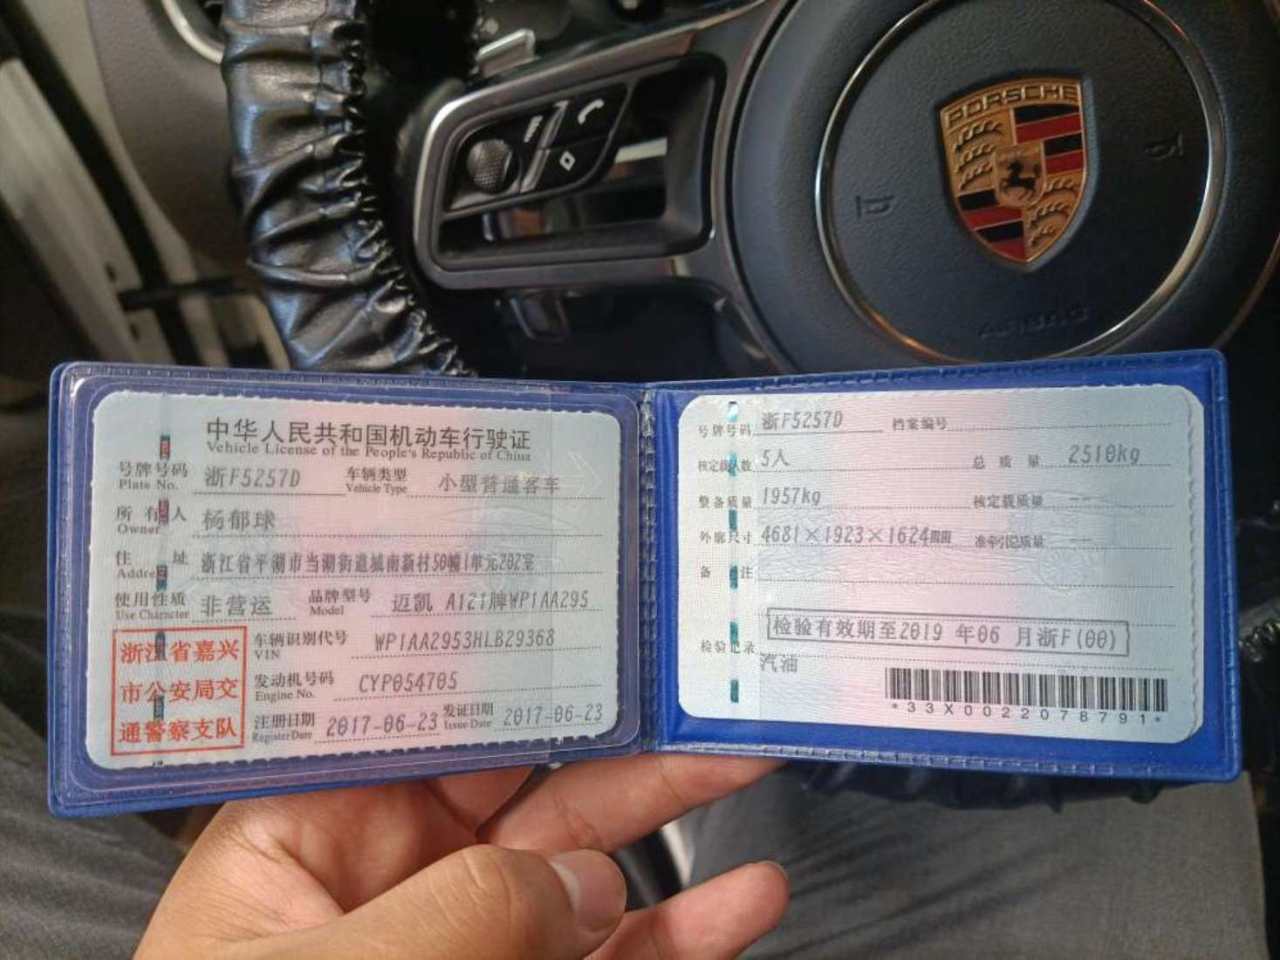 PORSCHE
AIRBAG
中华人民共和国机动车行驶证
Vehicle License of the People's Republic of China
号牌号码 浙F5257D 车辆类型 小型普通客车
Plate No. Vehicle Type
所有人 杨郁球
Owner
住址 浙江省平湖市当湖街道城南新村50幢1单元202室
Address
使用性质 非营运 品牌型号 迈凯 A121牌WP1AA295
Use Character Model
浙江省嘉兴
市公安局交
通警察支队
车辆识别代号 WP1AA2953HLB29368
VIN
发动机号码 CYP054705
Engine No.
注册日期 2017-06-23 发证日期 2017-06-23
Register Date Issue Date
号牌号码 浙F5257D 档案编号
核定载人数 5人 总质量 2510kg
整备质量 1957kg 核定载质量 --
外廓尺寸 4681×1923×1624mm 准牵引总质量 --
备注
检验有效期至2019 年06 月浙F(00)
检验记录
汽油
*33X0022078791*